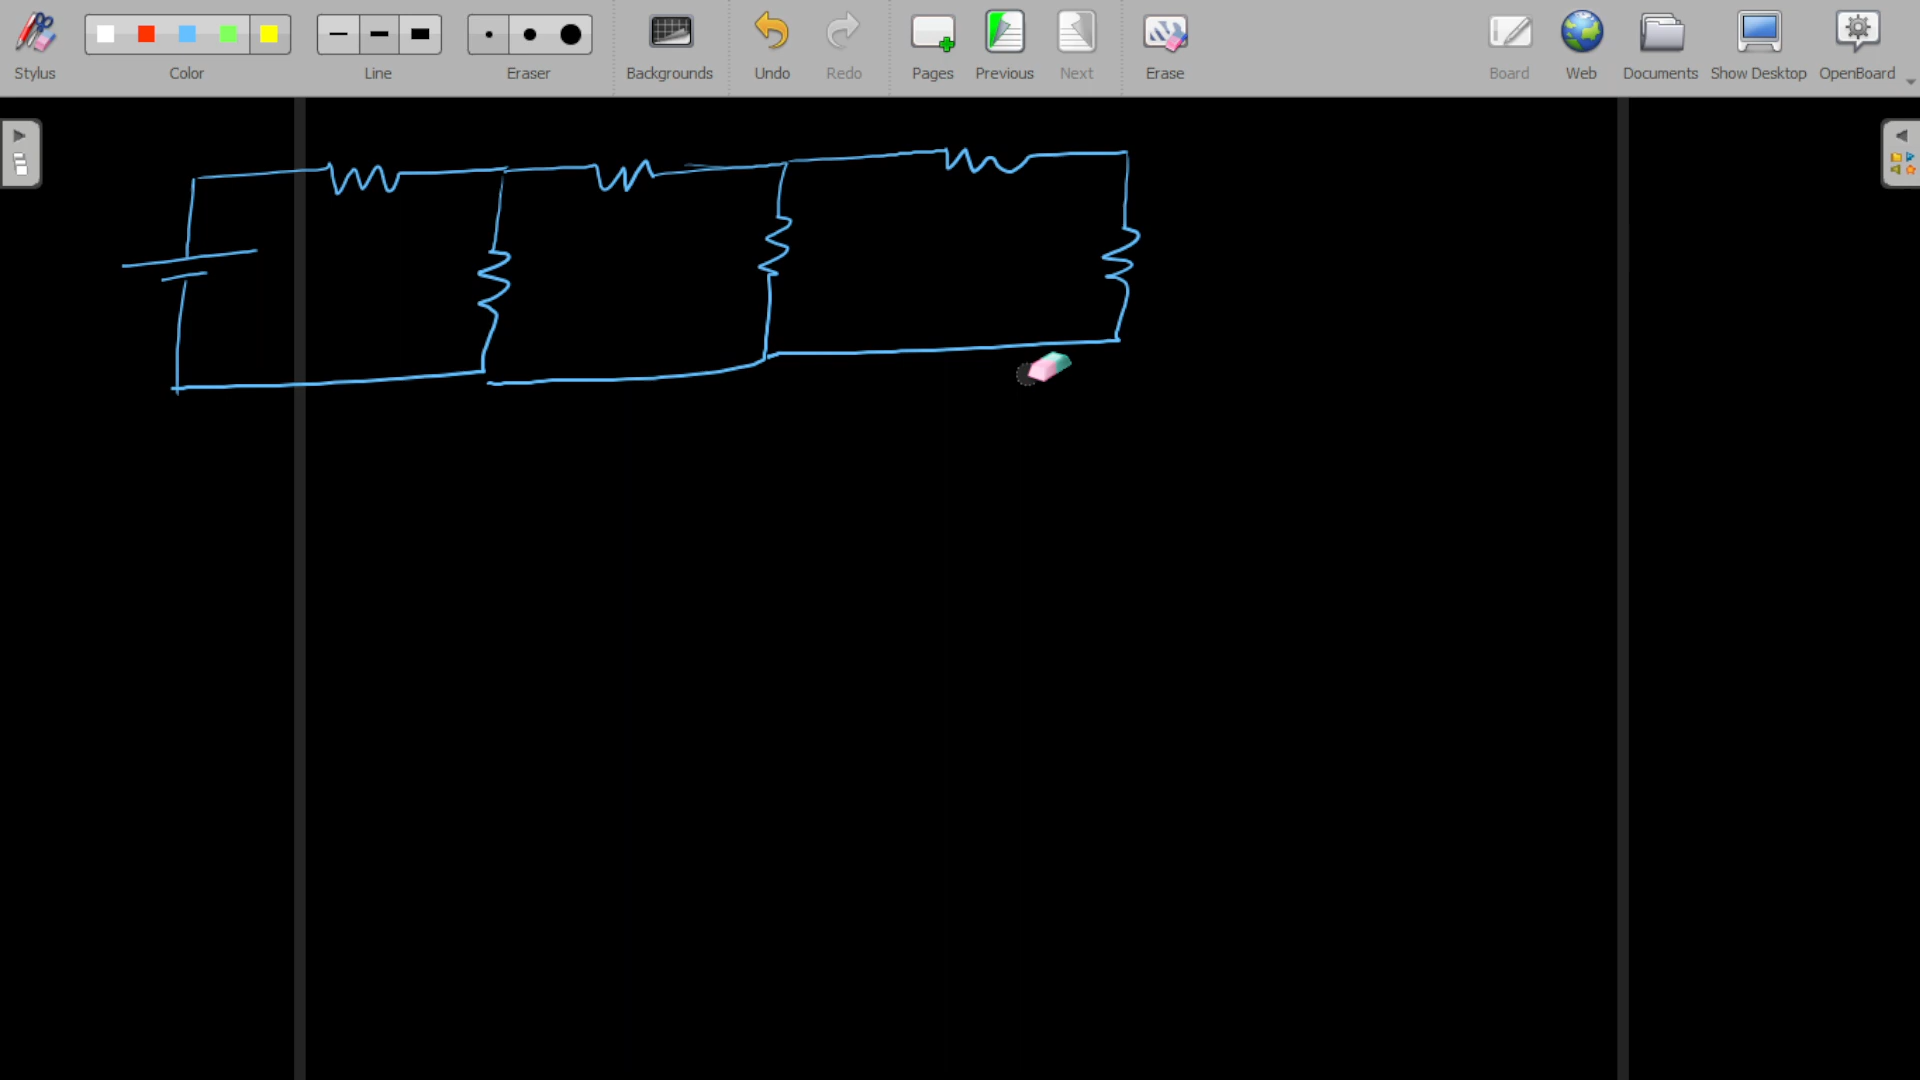 Stylus
Color
Line
Eraser
Backgrounds
Undo
Redo
Pages
Previous
Next
Erase
Board
Web
Documents
Show Desktop
OpenBoard